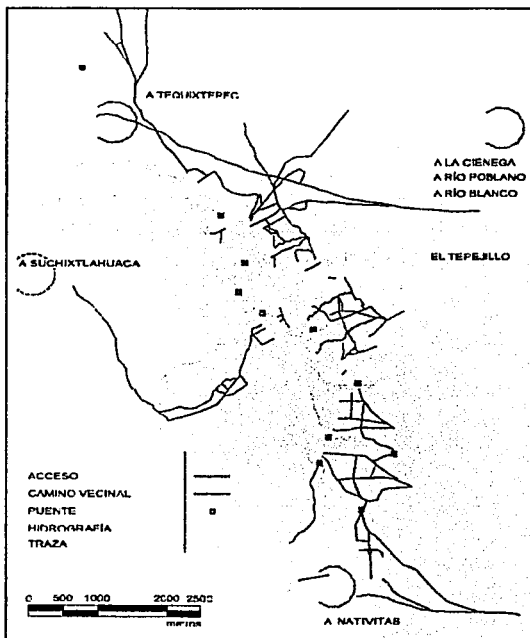 A TEQUIXTEPEC
A LA CIENEGA
A RÍO POBLANO
A RÍO BLANCO
A SUCHIXTLAHUACA
EL TEPEJILLO
ACCESO
CAMINO VECINAL
PUENTE
HIDROGRAFÍA
TRAZA
0 500 1000 2000 2500
metros
A NATIVITAS